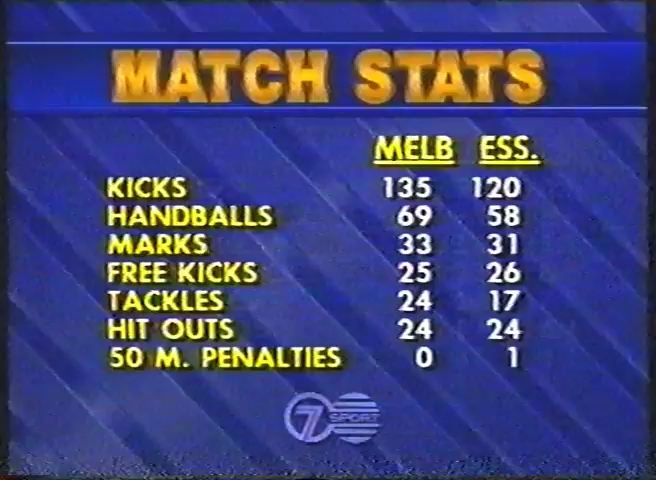 MATCH STATS
MELB ESS.
KICKS 135 120
HANDBALLS 69 58
MARKS 33 31
FREE KICKS 25 26
TACKLES 24 17
HIT OUTS 24 24
50 M. PENALTIES 0 1
7 SPORT